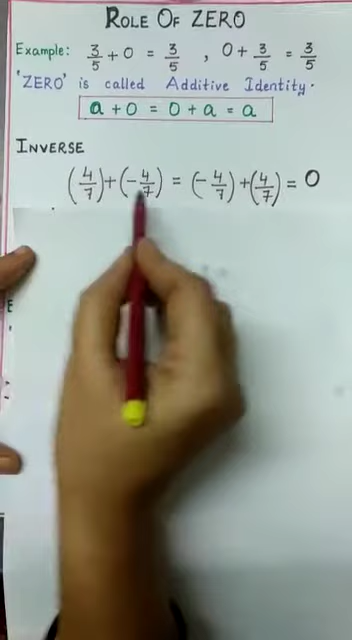 ROLE OF ZERO
Example: 3/5 + 0 = 3/5 , 0 + 3/5 = 3/5
'ZERO' is called Additive Identity.
a + 0 = 0 + a = a
INVERSE
(4/7) + (-4/7) = (-4/7) + (4/7) = 0